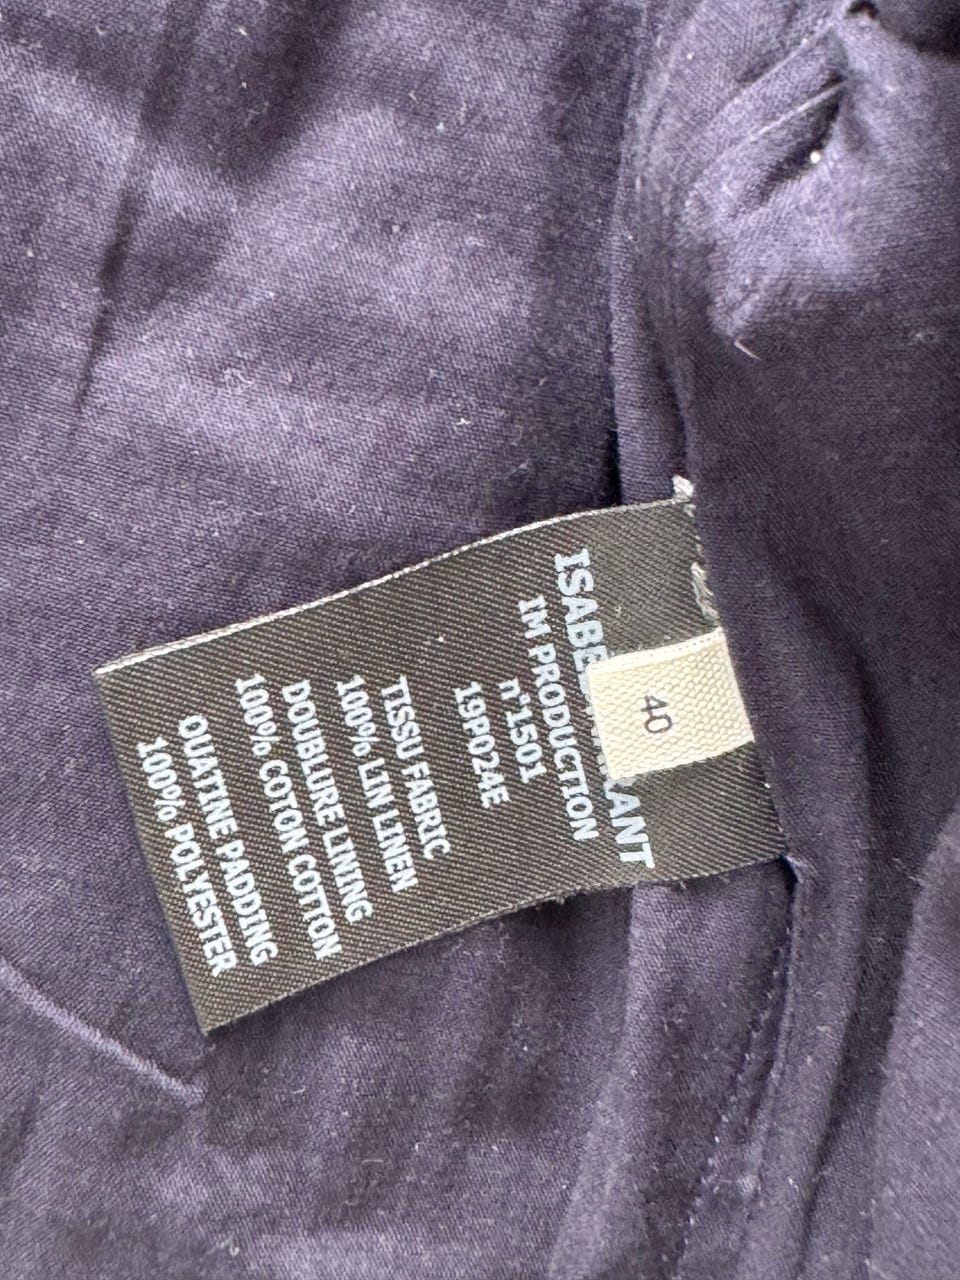 40
IM PRODUCTION
n°1501
19P024E
TISSU FABRIC
100% LIN LINEN
DOUBLURE LINING
100% COTON COTTON
OUATINE PADDING
100% POLYESTER